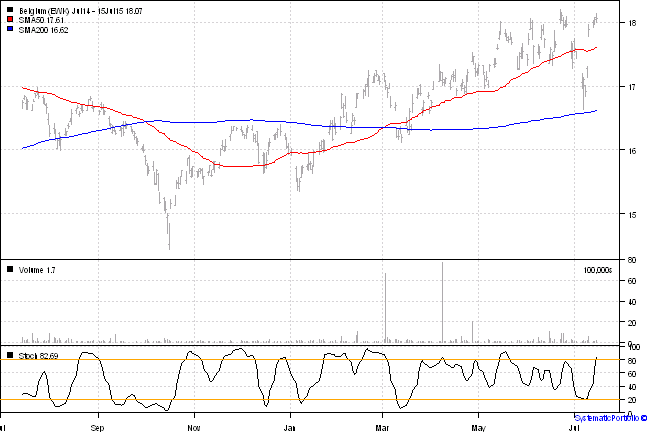 Belgium (EWK) Jul14 - 15Jul15 18.07
SMA50 17.61
SMA200 16.62
18
17
16
15
Volume 1.7
100,000s
80
60
40
20
0
Stoch 82.69
100
80
60
40
20
0
Jul Sep Nov Jan Mar May Jul
SystematicPortfolio ©